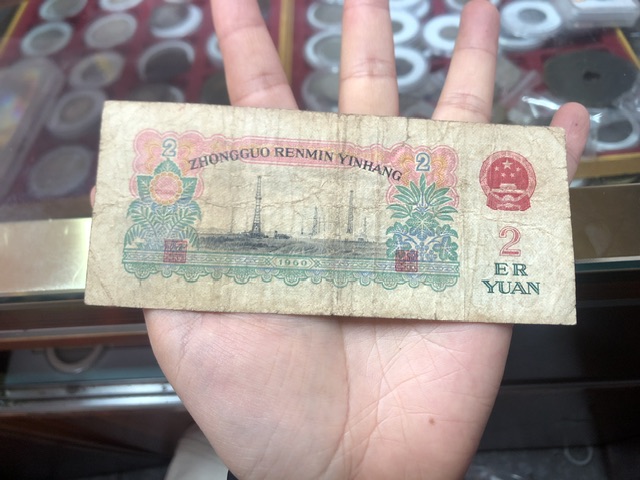 2
ZHONGGUO RENMIN YINHANG
2
1960
2
ER
YUAN